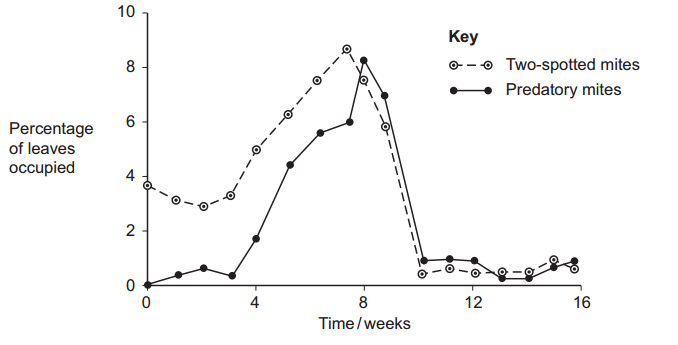 10
8
6
4
2
0
Percentage
of leaves
occupied
Key
Two-spotted mites
Predatory mites
0 4 8 12 16
Time/weeks